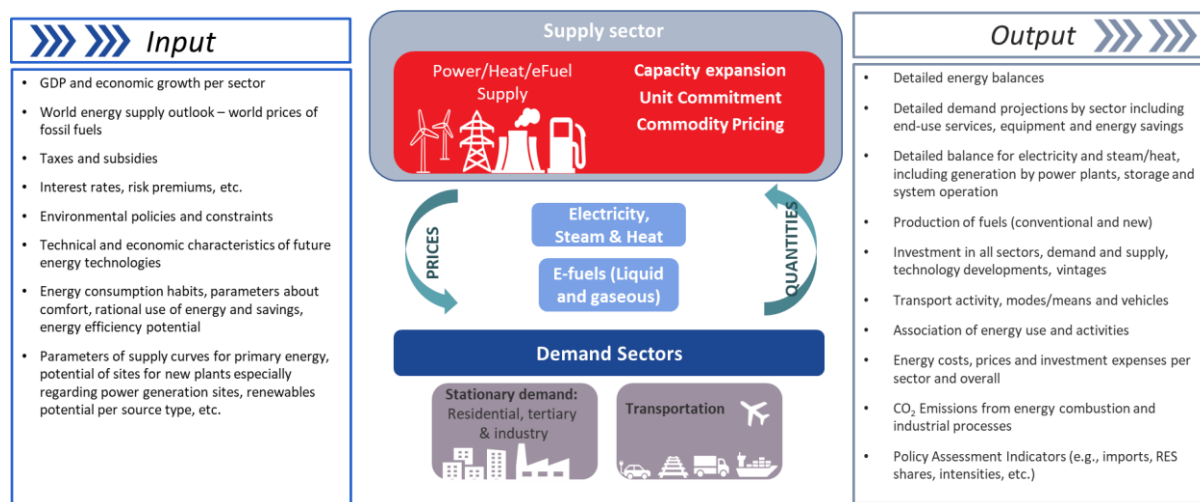 Input
• GDP and economic growth per sector
• World energy supply outlook – world prices of
fossil fuels
• Taxes and subsidies
• Interest rates, risk premiums, etc.
• Environmental policies and constraints
• Technical and economic characteristics of future
energy technologies
• Energy consumption habits, parameters about
comfort, rational use of energy and savings,
energy efficiency potential
• Parameters of supply curves for primary energy,
potential of sites for new plants especially
regarding power generation sites, renewables
potential per source type, etc.
Supply sector
Power/Heat/eFuel
Supply
Capacity expansion
Unit Commitment
Commodity Pricing
PRICES
Electricity,
Steam & Heat
E-fuels (Liquid
and gaseous)
QUANTITIES
Demand Sectors
Stationary demand:
Residential, tertiary
& industry
Transportation
Output
• Detailed energy balances
• Detailed demand projections by sector including
end-use services, equipment and energy savings
• Detailed balance for electricity and steam/heat,
including generation by power plants, storage and
system operation
• Production of fuels (conventional and new)
• Investment in all sectors, demand and supply,
technology developments, vintages
• Transport activity, modes/means and vehicles
• Association of energy use and activities
• Energy costs, prices and investment expenses per
sector and overall
• CO₂ Emissions from energy combustion and
industrial processes
• Policy Assessment Indicators (e.g., imports, RES
shares, intensities, etc.)